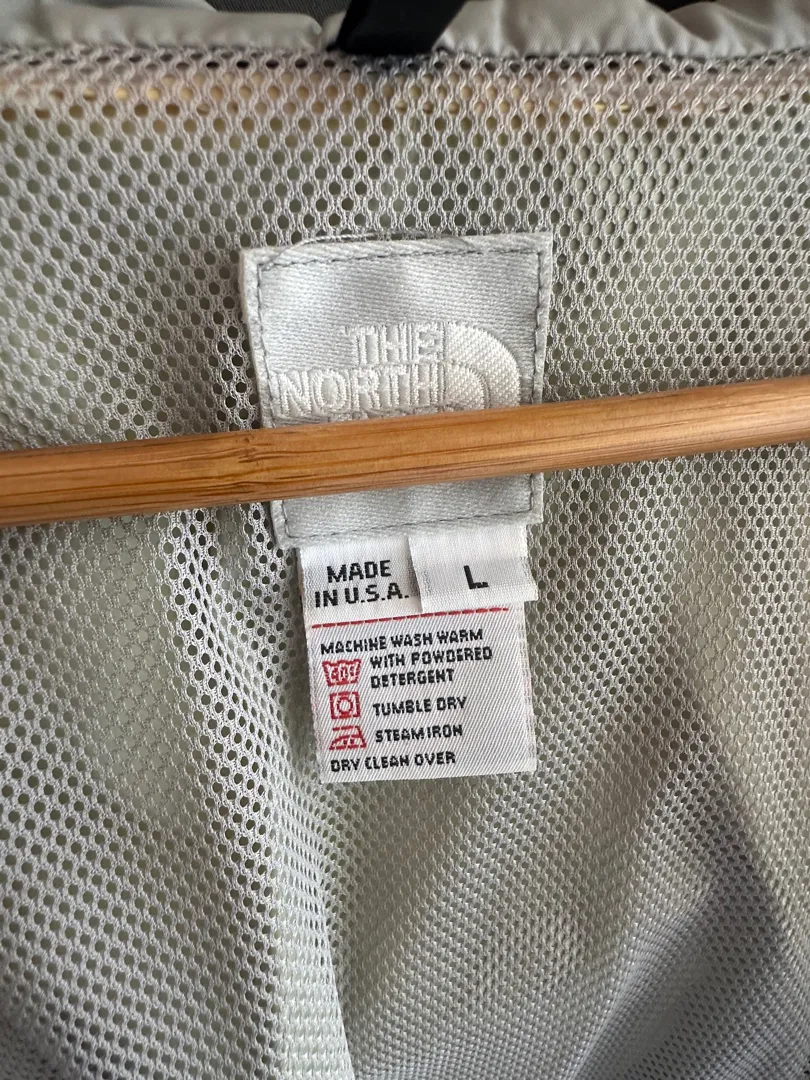 THE
NORTH
MADE
IN U.S.A.
L
MACHINE WASH WARM
WITH POWDERED
DETERGENT
TUMBLE DRY
STEAM IRON
DRY CLEAN OVER